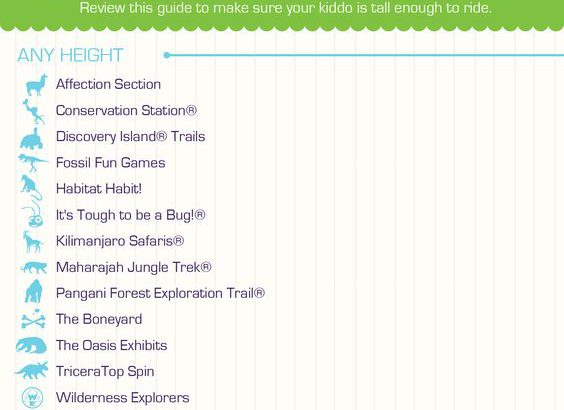 Review this guide to make sure your kiddo is tall enough to ride.
ANY HEIGHT
Affection Section
Conservation Station®
Discovery Island® Trails
Fossil Fun Games
Habitat Habit!
It's Tough to be a Bug!®
Kilimanjaro Safaris®
Maharajah Jungle Trek®
Pangani Forest Exploration Trail®
The Boneyard
The Oasis Exhibits
TriceraTop Spin
Wilderness Explorers